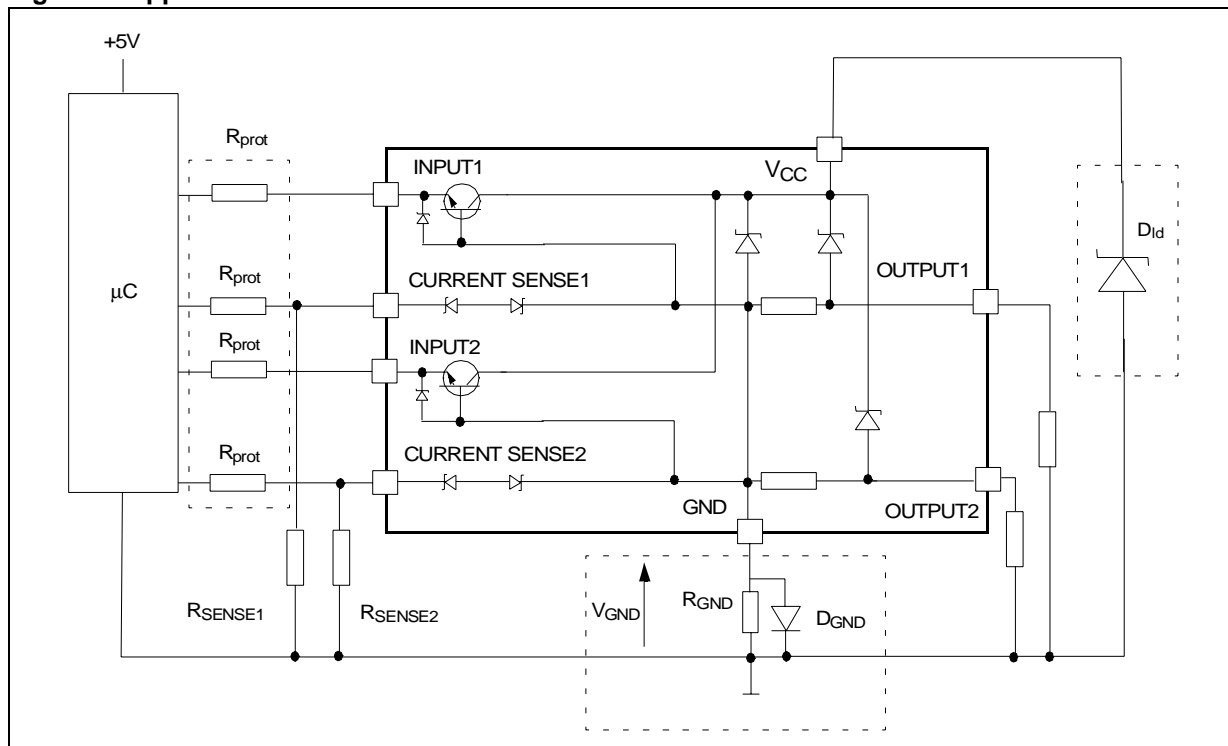 +5V
Rprot
INPUT1
VCC
Dld
Rprot
CURRENT SENSE1
OUTPUT1
μC
Rprot
INPUT2
Rprot
CURRENT SENSE2
GND
OUTPUT2
RSENSE1
RSENSE2
VGND
RGND
DGND